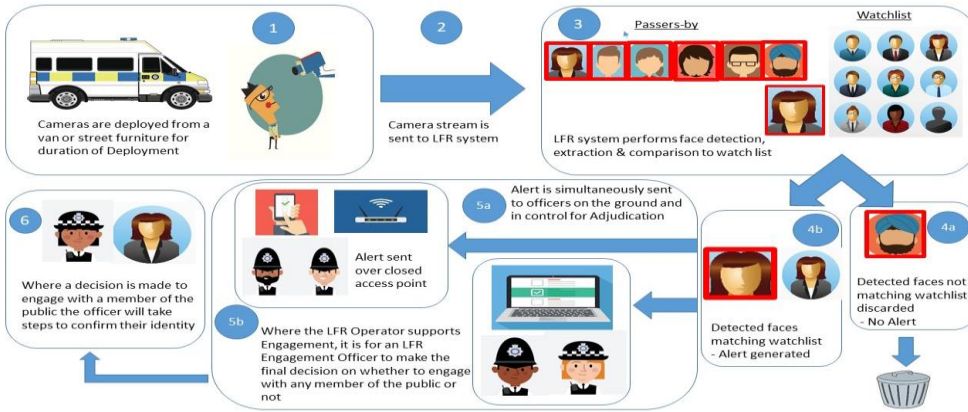 1
Cameras are deployed from a
van or street furniture for
duration of Deployment
2
Camera stream is
sent to LFR system
3
Passers-by
Watchlist
LFR system performs face detection,
extraction & comparison to watch list
4a
Detected faces not
matching watchlist
discarded
- No Alert
4b
Detected faces
matching watchlist
- Alert generated
5a
Alert is simultaneously sent
to officers on the ground and
in control for Adjudication
Alert sent
over closed
access point
5b
Where the LFR Operator supports
Engagement, it is for an LFR
Engagement Officer to make the
final decision on whether to engage
with any member of the public or
not
6
Where a decision is made to
engage with a member of the
public the officer will take
steps to confirm their identity